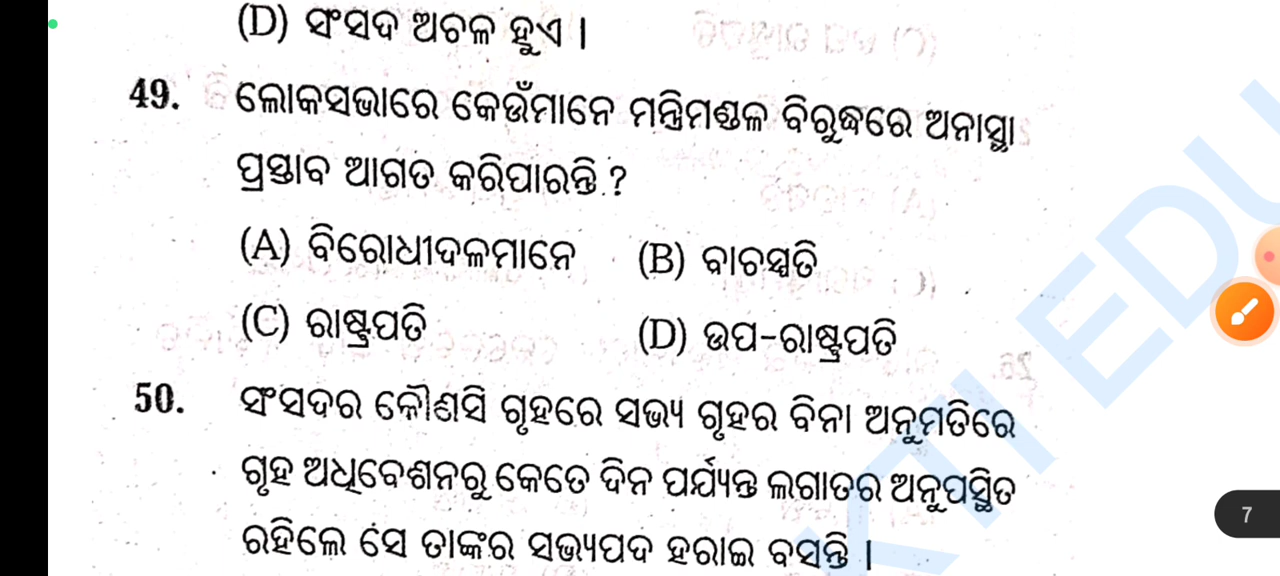 (D) ସଂସଦ ଅଚଳ ହୁଏ ।
49. ଲୋକସଭାରେ କେଉଁମାନେ ମନ୍ତ୍ରିମଣ୍ଡଳ ବିରୁଦ୍ଧରେ ଅନାସ୍ଥା
ପ୍ରସ୍ତାବ ଆଗତ କରିପାରନ୍ତି ?
(A) ବିରୋଧୀଦଳମାନେ (B) ବାଚସ୍ପତି
(C) ରାଷ୍ଟ୍ରପତି (D) ଉପ-ରାଷ୍ଟ୍ରପତି
50. ସଂସଦର କୌଣସି ଗୃହରେ ସଭ୍ୟ ଗୃହର ବିନା ଅନୁମତିରେ
ଗୃହ ଅଧିବେଶନରୁ କେତେ ଦିନ ପର୍ଯ୍ୟନ୍ତ ଲଗାତର ଅନୁପସ୍ଥିତ
ରହିଲେ ସେ ତାଙ୍କର ସଭ୍ୟପଦ ହରାଇ ବସନ୍ତି ।
KTI EDU
7